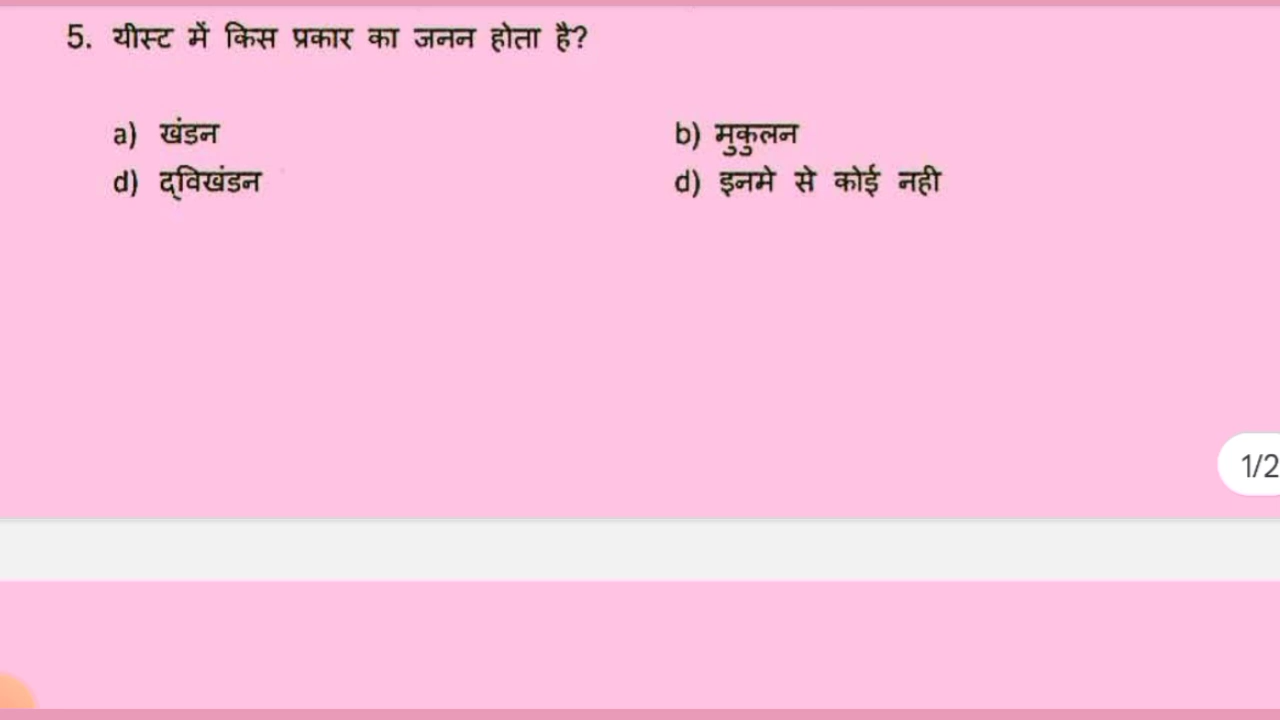 5. यीस्ट में किस प्रकार का जनन होता है?
a) खंडन b) मुकुलन
d) द्विखंडन d) इनमे से कोई नही
1/2